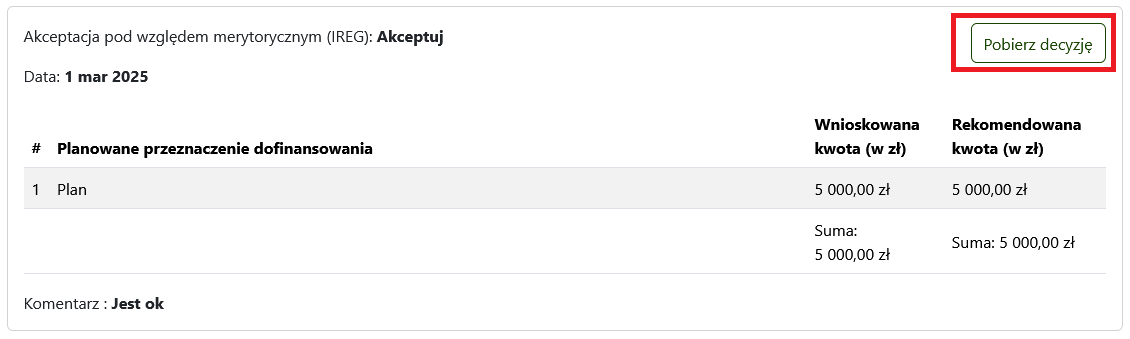 Akceptacja pod względem merytorycznym (IREG): Akceptuj
Pobierz decyzję
Data: 1 mar 2025
# Planowane przeznaczenie dofinansowania Wnioskowana kwota (w zł) Rekomendowana kwota (w zł)
1 Plan 5 000,00 zł 5 000,00 zł
Suma: 5 000,00 zł Suma: 5 000,00 zł
Komentarz : Jest ok